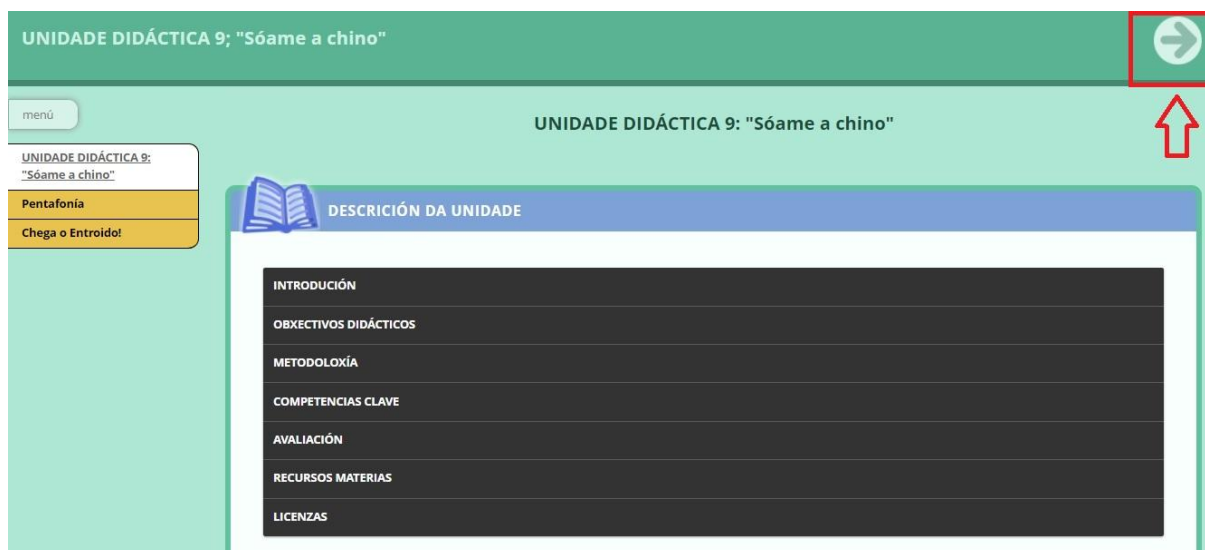 UNIDADE DIDÁCTICA 9; "Sóame a chino"
menú
UNIDADE DIDÁCTICA 9: "Sóame a chino"
UNIDADE DIDÁCTICA 9:
"Sóame a chino"
Pentafonía
Chega o Entroido!
DESCRICIÓN DA UNIDADE
INTRODUCIÓN
OBXECTIVOS DIDÁCTICOS
METODOLOXÍA
COMPETENCIAS CLAVE
AVALIACIÓN
RECURSOS MATERIAS
LICENZAS